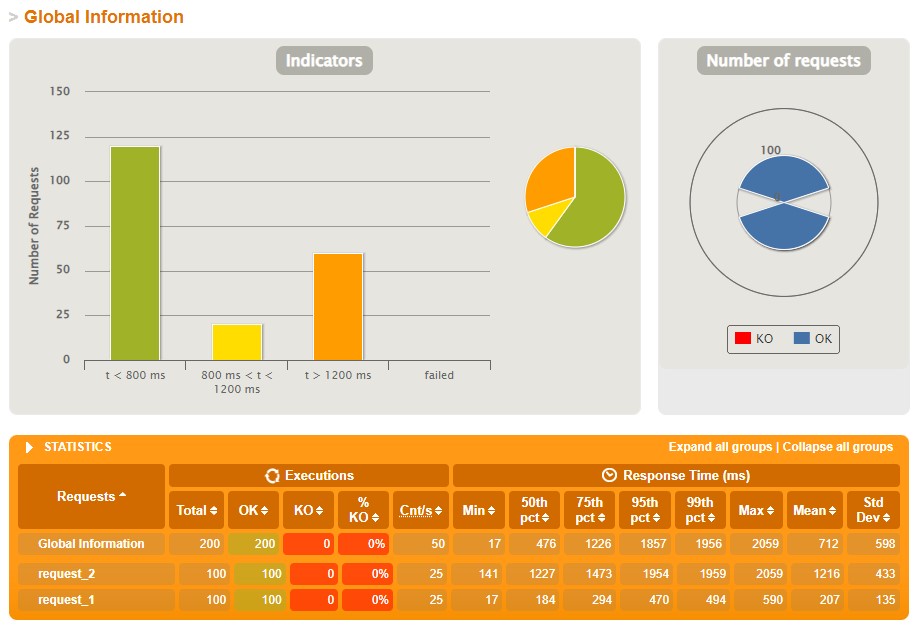 > Global Information
Indicators
Number of Requests
150
125
100
75
50
25
0
t < 800 ms
800 ms < t <
1200 ms
t > 1200 ms
failed
Number of requests
100
0
KO
OK
STATISTICS
Expand all groups | Collapse all groups
Requests
Executions
Response Time (ms)
Total
OK
KO
%
KO
Cnt/s
Min
50th
pct
75th
pct
95th
pct
99th
pct
Max
Mean
Std
Dev
Global Information 200 200 0 0% 50 17 476 1226 1857 1956 2059 712 598
request_2 100 100 0 0% 25 141 1227 1473 1954 1959 2059 1216 433
request_1 100 100 0 0% 25 17 184 294 470 494 590 207 135